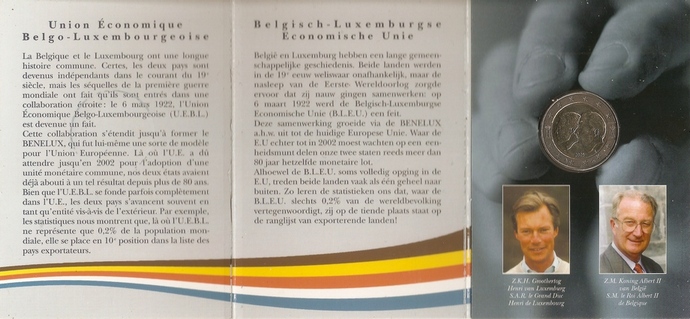 Union Économique
Belgo-Luxembourgeoise
La Belgique et le Luxembourg ont une longue
histoire commune. Certes, les deux pays sont
devenus indépendants dans le courant du 19e
siècle, mais les séquelles de la première guerre
mondiale ont fait qu'ils sont entrés dans une
collaboration étroite: le 6 mars 1922, l'Union
Économique Belgo-Luxembourgeoise (U.E.B.L.)
est devenue un fait.
Cette collaboration s'étendit jusqu'à former le
BENELUX, qui fut lui-même une sorte de modèle
pour l'Union Européenne. Là où l'U.E. a dû
attendre jusqu'en 2002 pour l'adoption d'une
unité monétaire commune, nos deux états avaient
déjà abouti à un tel résultat depuis plus de 80 ans.
Bien que l'U.E.B.L. se fonde parfois complètement
dans l'U.E., les deux pays s'avancent souvent en
tant qu'entité vis-à-vis de l'extérieur. Par exemple,
les statistiques nous montrent que, là où l'U.E.B.L.
ne représente que 0,2% de la population mon-
diale, elle se place en 10e position dans la liste des
pays exportateurs.
Belgisch-Luxemburgse
Economische Unie
België en Luxemburg hebben een lange gemeen-
schappelijke geschiedenis. Beide landen werden
in de 19e eeuw weliswaar onafhankelijk, maar de
nasleep van de Eerste Wereldoorlog zorgde
ervoor dat zij nauw gingen samenwerken: op
6 maart 1922 werd de Belgisch-Luxemburgse
Economische Unie (B.L.E.U.) een feit.
Deze samenwerking groeide via de BENELUX
a.h.w. uit tot de huidige Europese Unie. Waar de
EU echter tot in 2002 moest wachten op een een-
heidsmunt delen onze twee staten reeds meer dan
80 jaar hetzelfde monetaire lot.
Alhoewel de B.L.E.U. soms volledig opging in de
E.U, treden beide landen vaak als één geheel naar
buiten. Zo leren de statistieken ons dat, waar de
B.L.E.U. slechts 0,2% van de wereldbevolking
vertegenwoordigt, zij op de tiende plaats staat op
de ranglijst van exporterende landen!
Z.K.H. Groothertog
Henri van Luxemburg
S.A.R. le Grand Duc
Henri de Luxembourg
Z.M. Koning Albert II
van België
S.M. le Roi Albert II
de Belgique